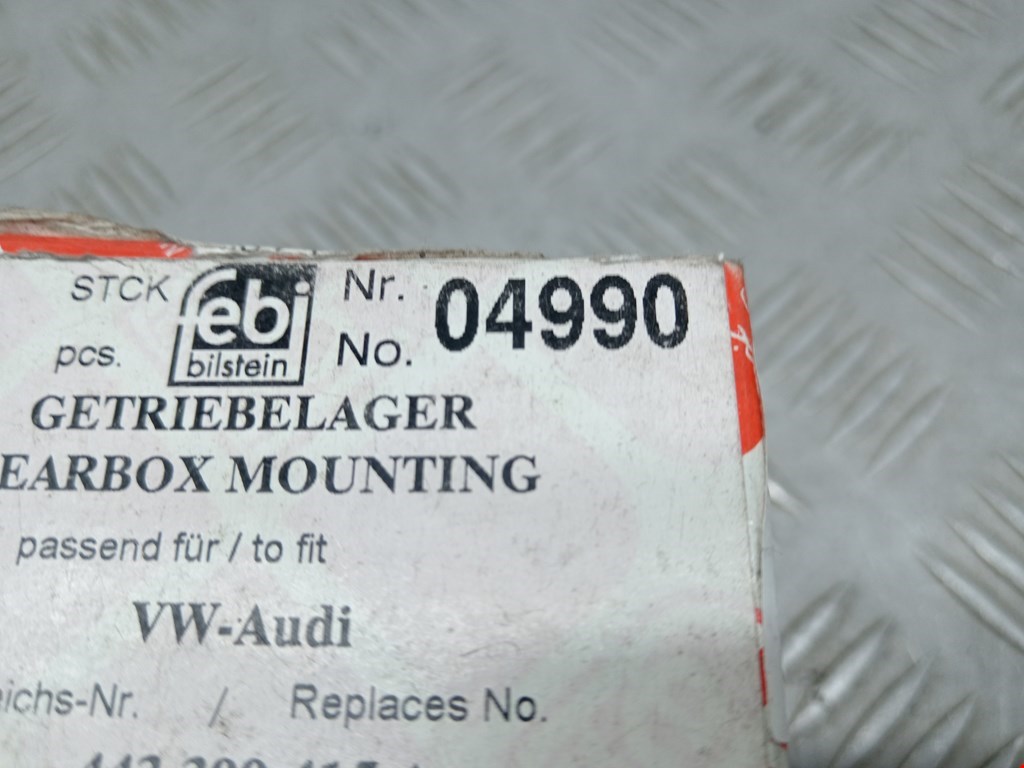 STCK febi Nr. 04990
pcs. bilstein No.
GETRIEBELAGER
EARBOX MOUNTING
passend für / to fit
VW-Audi
eichs-Nr. / Replaces No.